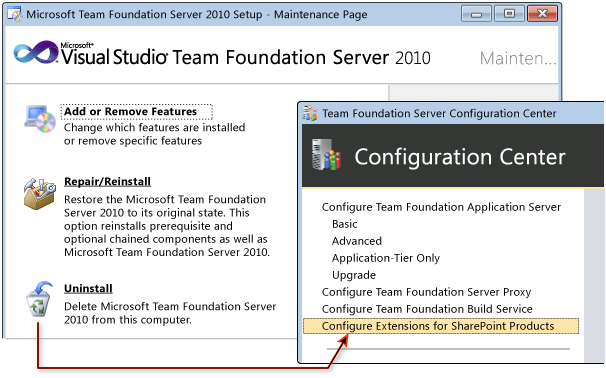 Microsoft Team Foundation Server 2010 Setup - Maintenance Page
Microsoft®
Visual Studio® Team Foundation Server 2010
Mainten...
Add or Remove Features
Change which features are installed
or remove specific features
Repair/Reinstall
Restore the Microsoft Team Foundation
Server 2010 to its original state. This
option reinstalls prerequisite and
optional chained components as well as
Microsoft Team Foundation Server 2010.
Uninstall
Delete Microsoft Team Foundation Server
2010 from this computer.
Team Foundation Server Configuration Center
Configuration Center
Configure Team Foundation Application Server
Basic
Advanced
Application-Tier Only
Upgrade
Configure Team Foundation Server Proxy
Configure Team Foundation Build Service
Configure Extensions for SharePoint Products